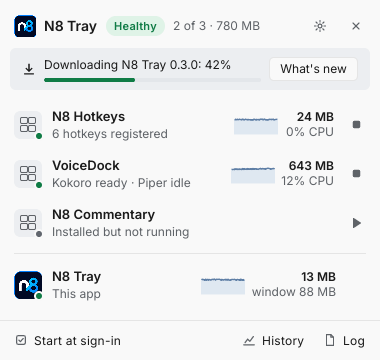 N8 N8 Tray Healthy 2 of 3 · 780 MB
Downloading N8 Tray 0.3.0: 42% What's new
N8 Hotkeys 24 MB
6 hotkeys registered 0% CPU
VoiceDock 643 MB
Kokoro ready · Piper idle 12% CPU
N8 Commentary
Installed but not running
N8 N8 Tray 13 MB
This app window 88 MB
Start at sign-in History Log